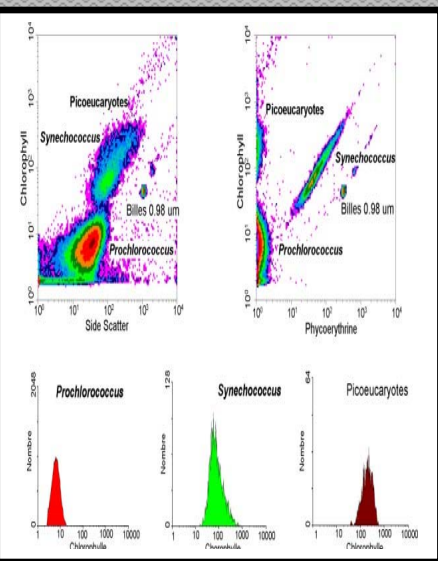 10⁴
10³
10²
10¹
10⁰
Chlorophyll
Picoeucaryotes
Synechococcus
Billes 0.98 um
Prochlorococcus
10⁰ 10¹ 10² 10³ 10⁴
Side Scatter
10⁴
10³
10²
10¹
10⁰
Chlorophyll
Picoeucaryotes
Synechococcus
Billes 0.98 um
Prochlorococcus
10⁰ 10¹ 10² 10³ 10⁴
Phycoerythrine
2048
Nombre
0
Prochlorococcus
1 10 100 1000 10000
Chlorophylle
128
Nombre
0
Synechococcus
1 10 100 1000 10000
Chorophylle
64
Nombre
0
Picoeucaryotes
1 10 100 1000 10000
Chlorophylle